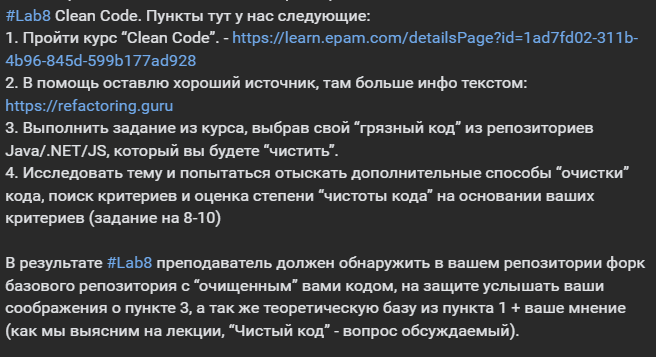 #Lab8 Clean Code. Пункты тут у нас следующие:
1. Пройти курс “Clean Code”. - https://learn.epam.com/detailsPage?id=1ad7fd02-311b-
4b96-845d-599b177ad928
2. В помощь оставлю хороший источник, там больше инфо текстом:
https://refactoring.guru
3. Выполнить задание из курса, выбрав свой “грязный код” из репозиториев
Java/.NET/JS, который вы будете “чистить”.
4. Исследовать тему и попытаться отыскать дополнительные способы “очистки”
кода, поиск критериев и оценка степени “чистоты кода” на основании ваших
критериев (задание на 8-10)
В результате #Lab8 преподаватель должен обнаружить в вашем репозитории форк
базового репозитория с “очищенным” вами кодом, на защите услышать ваши
соображения о пункте 3, а так же теоретическую базу из пункта 1 + ваше мнение
(как мы выясним на лекции, “Чистый код” - вопрос обсуждаемый).